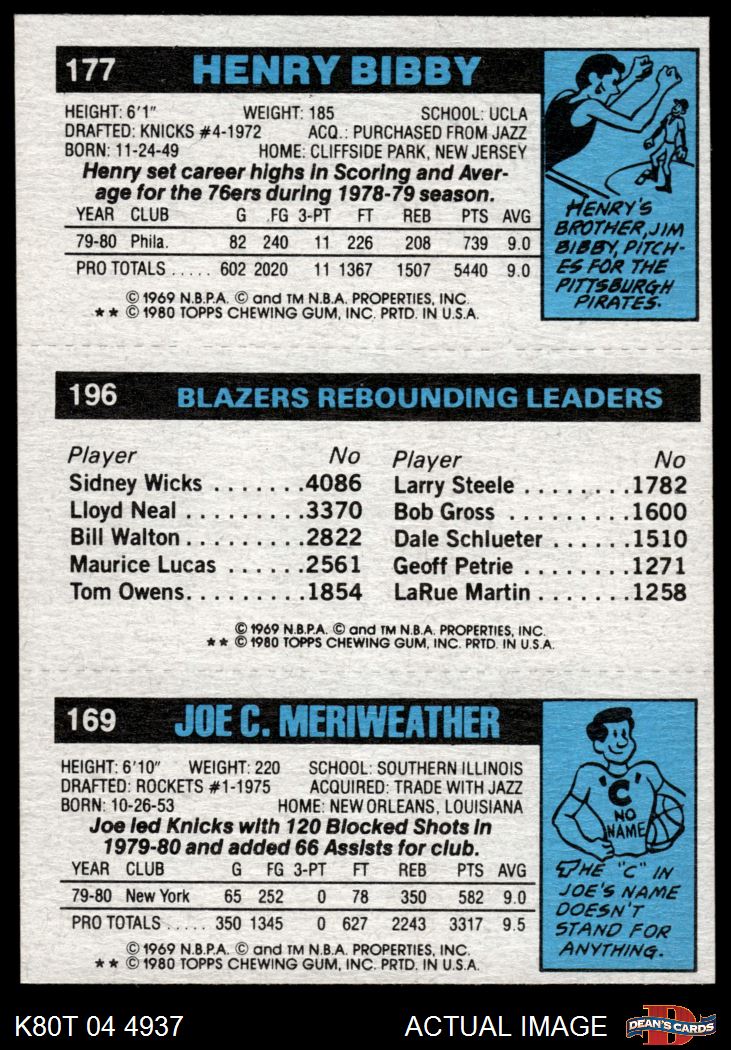 177 HENRY BIBBY
HEIGHT: 6'1" WEIGHT: 185 SCHOOL: UCLA
DRAFTED: KNICKS #4-1972 ACQ.: PURCHASED FROM JAZZ
BORN: 11-24-49 HOME: CLIFFSIDE PARK, NEW JERSEY
Henry set career highs in Scoring and Aver-
age for the 76ers during 1978-79 season.
YEAR CLUB G .FG 3-PT FT REB PTS AVG
79-80 Phila. 82 240 11 226 208 739 9.0
PRO TOTALS ..... 602 2020 11 1367 1507 5440 9.0
© 1969 N.B.P.A. © and TM N.B.A. PROPERTIES, INC.
** © 1980 TOPPS CHEWING GUM, INC. PRTD. IN U.S.A.
HENRY'S
BROTHER, JIM
BIBBY, PITCH-
ES FOR THE
PITTSBURGH
PIRATES.
196 BLAZERS REBOUNDING LEADERS
Player No Player No
Sidney Wicks .......4086 Larry Steele ........1782
Lloyd Neal .........3370 Bob Gross .........1600
Bill Walton.........2822 Dale Schlueter ......1510
Maurice Lucas ......2561 Geoff Petrie ........1271
Tom Owens.........1854 LaRue Martin .......1258
© 1969 N.B.P.A. © and TM N.B.A. PROPERTIES, INC.
** © 1980 TOPPS CHEWING GUM, INC. PRTD. IN U.S.A.
169 JOE C. MERIWEATHER
HEIGHT: 6'10" WEIGHT: 220 SCHOOL: SOUTHERN ILLINOIS
DRAFTED: ROCKETS #1-1975 ACQUIRED: TRADE WITH JAZZ
BORN: 10-26-53 HOME: NEW ORLEANS, LOUISIANA
Joe led Knicks with 120 Blocked Shots in
1979-80 and added 66 Assists for club.
YEAR CLUB G FG 3-PT FT REB PTS AVG
79-80 New York 65 252 0 78 350 582 9.0
PRO TOTALS ..... 350 1345 0 627 2243 3317 9.5
© 1969 N.B.P.A. © and TM N.B.A. PROPERTIES, INC.
** © 1980 TOPPS CHEWING GUM, INC. PRTD. IN U.S.A.
'C'
NO
NAME
THE "C" IN
JOE'S NAME
DOESN'T
STAND FOR
ANYTHING.
K80T 04 4937 ACTUAL IMAGE
D
DEAN'S CARDS